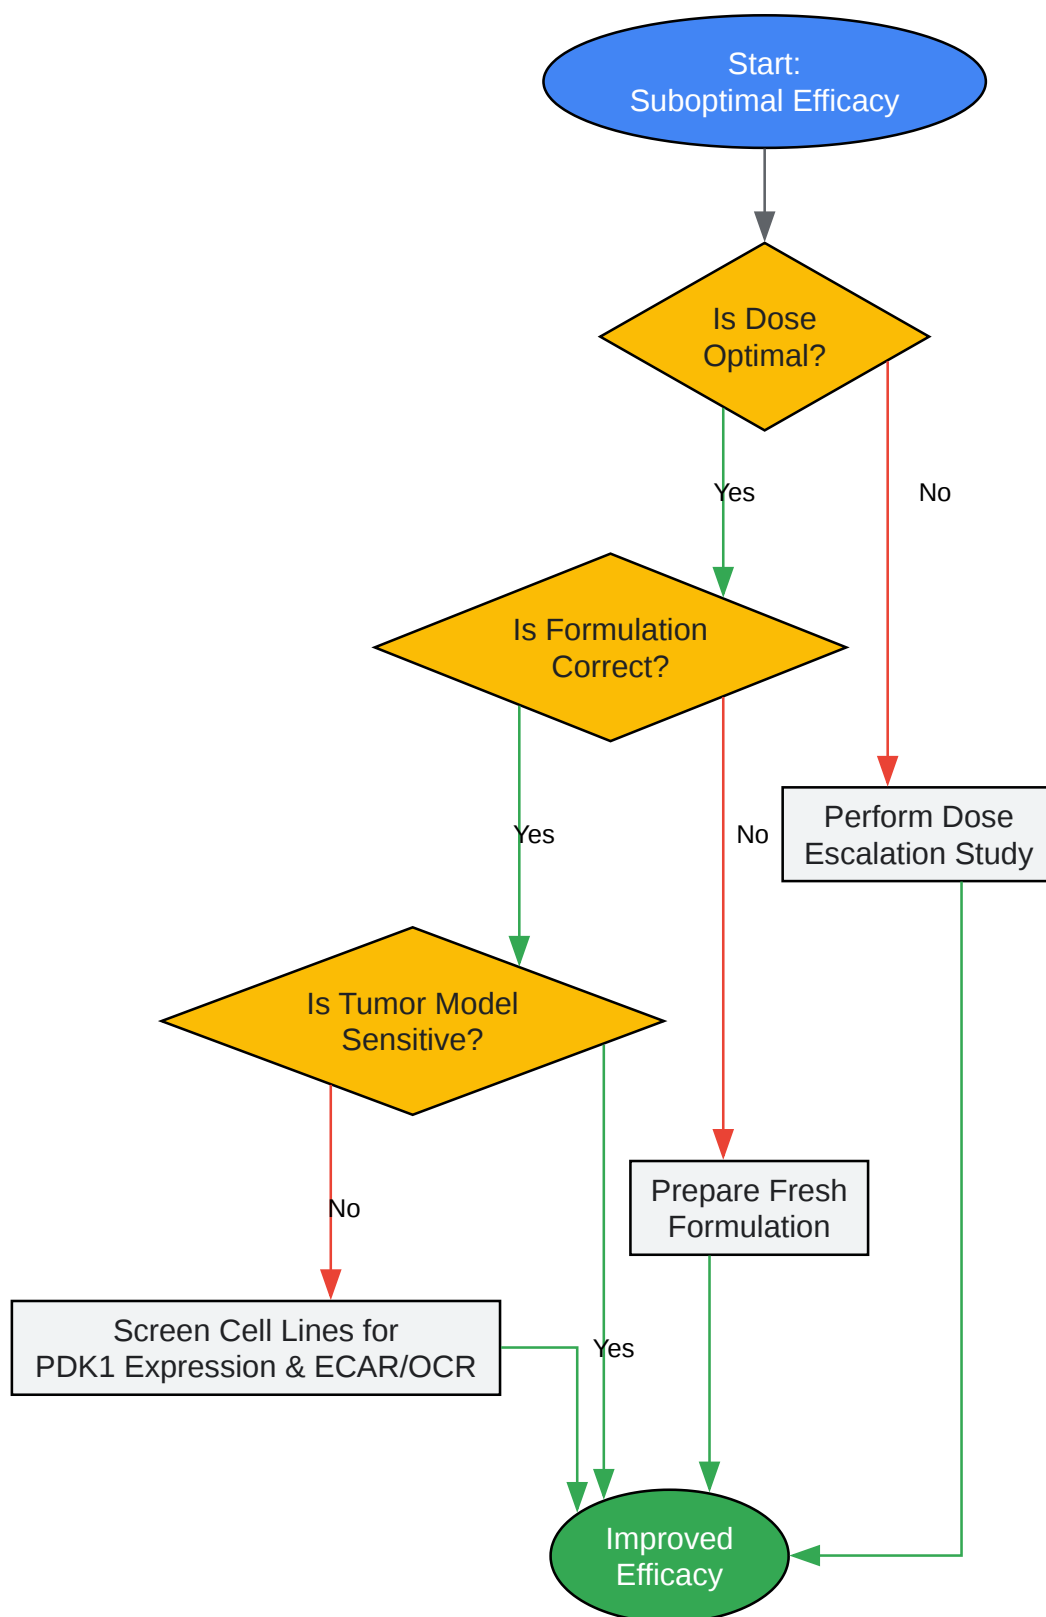 Start:
Suboptimal Efficacy
Is Dose
Optimal?
Yes
No
Is Formulation
Correct?
Yes
No
Perform Dose
Escalation Study
Is Tumor Model
Sensitive?
No
Yes
Prepare Fresh
Formulation
Screen Cell Lines for
PDK1 Expression & ECAR/OCR
Improved
Efficacy